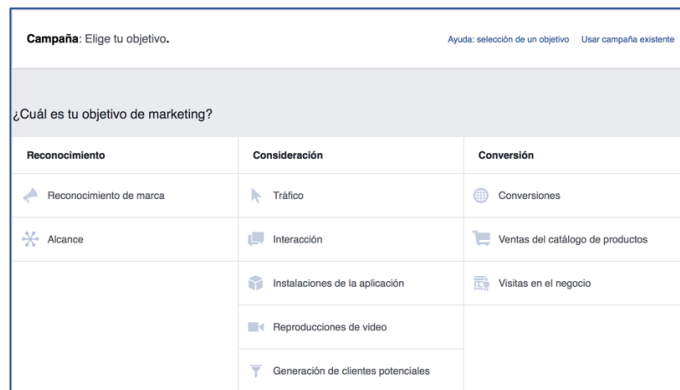 Campaña: Elige tu objetivo.
Ayuda: selección de un objetivo
Usar campaña existente
¿Cuál es tu objetivo de marketing?
Reconocimiento
Consideración
Conversión
Reconocimiento de marca
Tráfico
Conversiones
Alcance
Interacción
Ventas del catálogo de productos
Instalaciones de la aplicación
Visitas en el negocio
Reproducciones de video
Generación de clientes potenciales